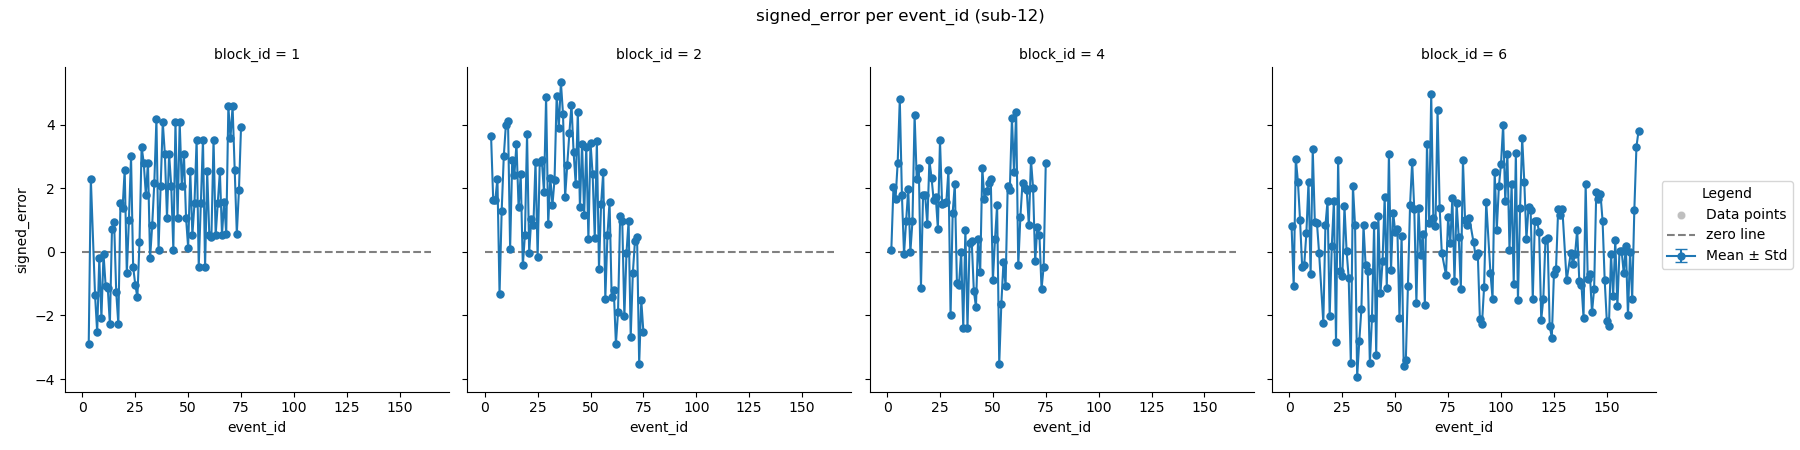 signed_error per event_id (sub-12)
block_id = 1
block_id = 2
block_id = 4
block_id = 6
signed_error
4
2
0
−2
−4
0 25 50 75 100 125 150
0 25 50 75 100 125 150
0 25 50 75 100 125 150
0 25 50 75 100 125 150
event_id
event_id
event_id
event_id
Legend
Data points
zero line
Mean ± Std